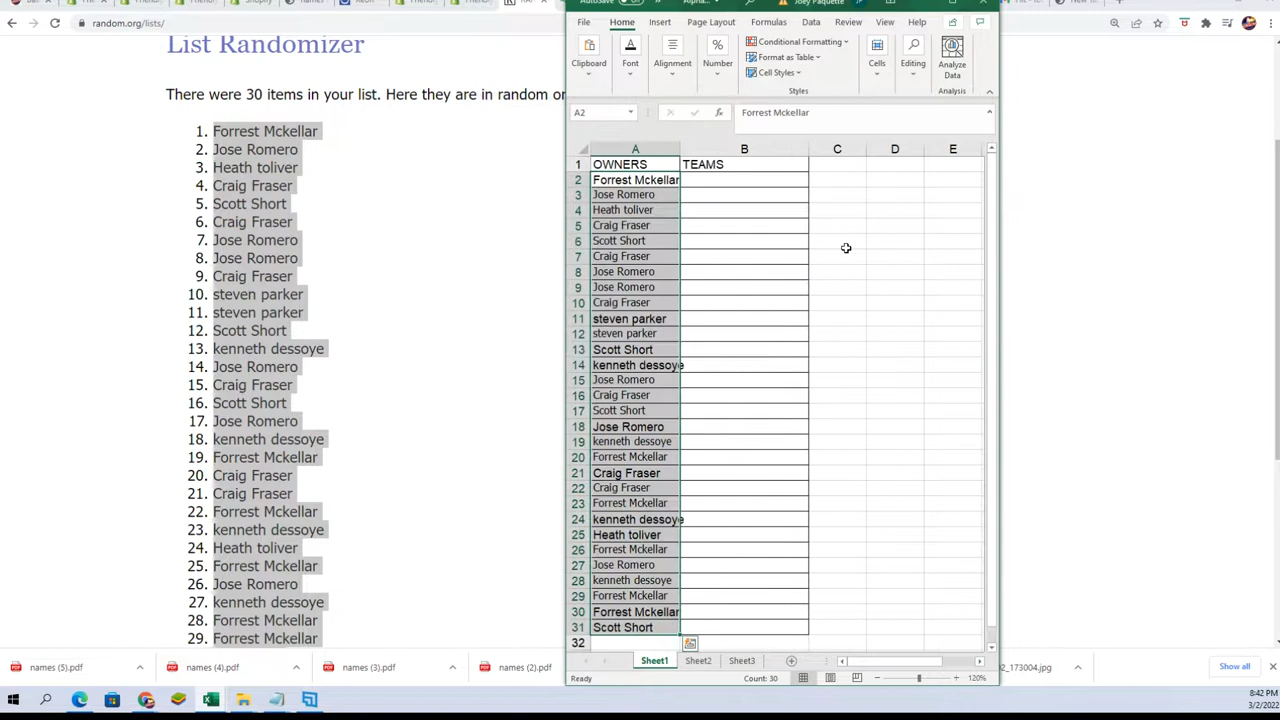 random.org/lists/
List Randomizer
There were 30 items in your list. Here they are in random or
1. Forrest Mckellar
2. Jose Romero
3. Heath toliver
4. Craig Fraser
5. Scott Short
6. Craig Fraser
7. Jose Romero
8. Jose Romero
9. Craig Fraser
10. steven parker
11. steven parker
12. Scott Short
13. kenneth dessoye
14. Jose Romero
15. Craig Fraser
16. Scott Short
17. Jose Romero
18. kenneth dessoye
19. Forrest Mckellar
20. Craig Fraser
21. Craig Fraser
22. Forrest Mckellar
23. kenneth dessoye
24. Heath toliver
25. Forrest Mckellar
26. Jose Romero
27. kenneth dessoye
28. Forrest Mckellar
29. Forrest Mckellar
AutoSave Alpha... Joey Paquette JP
File Home Insert Page Layout Formulas Data Review View Help
Clipboard Font Alignment Number
Conditional Formatting
Format as Table
Cell Styles
Styles
Cells Editing Analyze Data
Analysis
A2 fx Forrest Mckellar
A B C D E
1 OWNERS TEAMS
2 Forrest Mckellar
3 Jose Romero
4 Heath toliver
5 Craig Fraser
6 Scott Short
7 Craig Fraser
8 Jose Romero
9 Jose Romero
10 Craig Fraser
11 steven parker
12 steven parker
13 Scott Short
14 kenneth dessoye
15 Jose Romero
16 Craig Fraser
17 Scott Short
18 Jose Romero
19 kenneth dessoye
20 Forrest Mckellar
21 Craig Fraser
22 Craig Fraser
23 Forrest Mckellar
24 kenneth dessoye
25 Heath toliver
26 Forrest Mckellar
27 Jose Romero
28 kenneth dessoye
29 Forrest Mckellar
30 Forrest Mckellar
31 Scott Short
32
Sheet1 Sheet2 Sheet3
Ready Count: 30 120%
names (5).pdf names (4).pdf names (3).pdf names (2).pdf 02_173004.jpg Show all
8:42 PM
3/2/2022